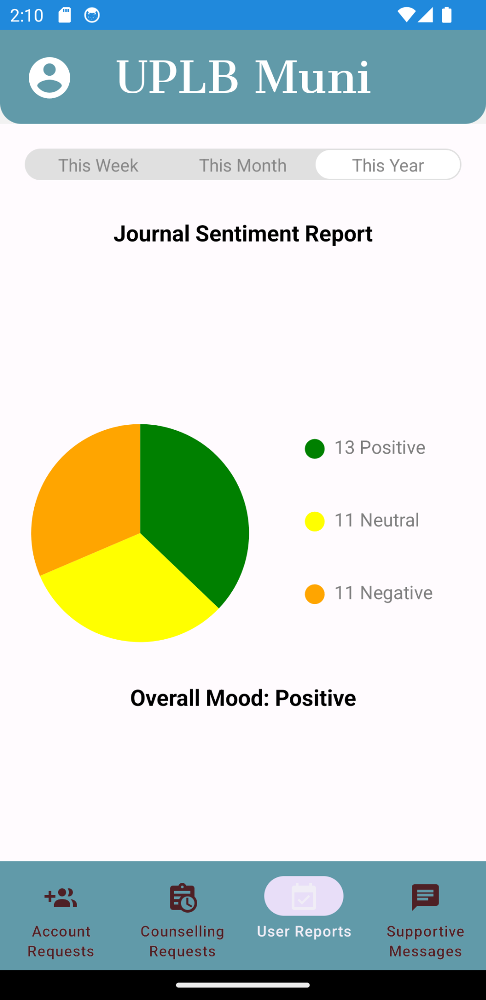 2:10
UPLB Muni
This Week This Month This Year
Journal Sentiment Report
13 Positive
11 Neutral
11 Negative
Overall Mood: Positive
Account Requests
Counselling Requests
User Reports
Supportive Messages